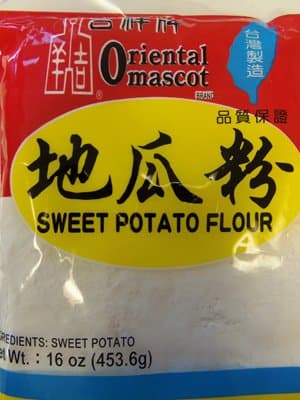 吉祥牌
Oriental
mascot
BRAND
®
台灣製造
品質保證
地瓜粉
SWEET POTATO FLOUR
REDIENTS: SWEET POTATO
Wt.: 16 oz (453.6g)